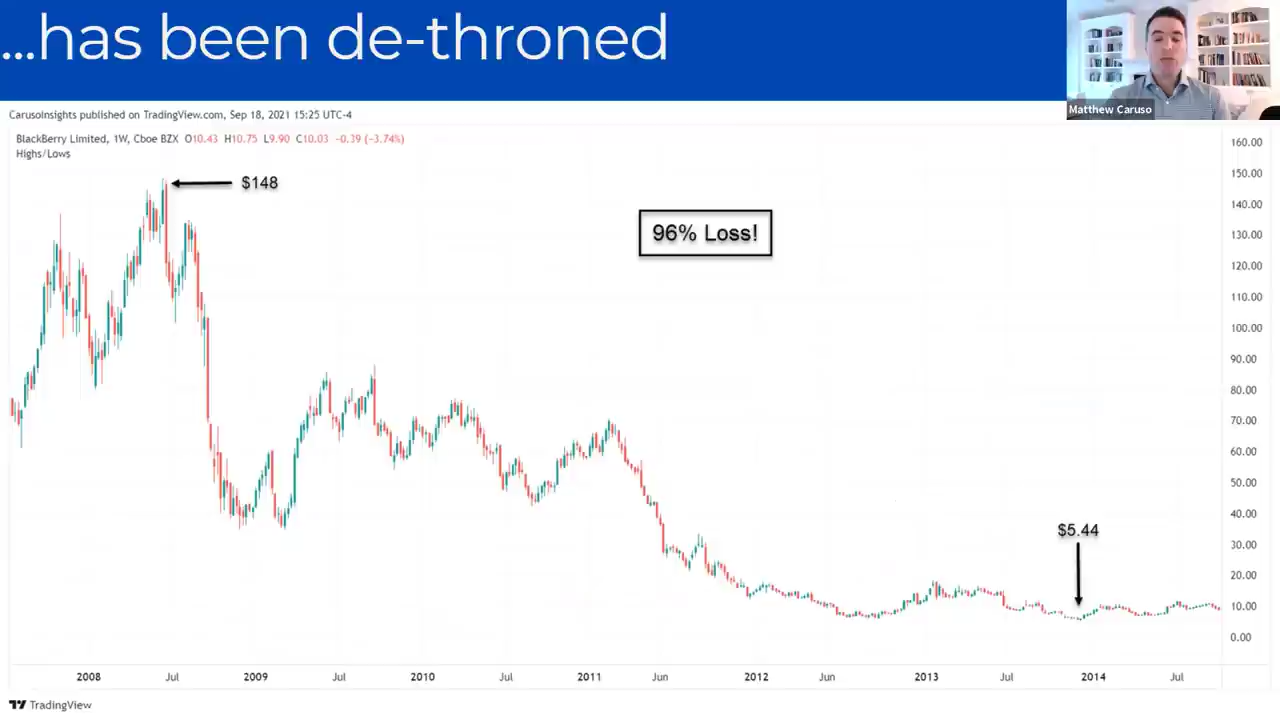 ...has been de-throned
Matthew Caruso
CarusoInsights published on TradingView.com, Sep 18, 2021 15:25 UTC-4
BlackBerry Limited, 1W, Cboe BZX O10.43 H10.75 L9.90 C10.03 −0.39 (−3.74%)
Highs/Lows
160.00
150.00
140.00
130.00
120.00
110.00
100.00
90.00
80.00
70.00
60.00
50.00
40.00
30.00
20.00
10.00
0.00
$148
96% Loss!
$5.44
2008 Jul 2009 Jul 2010 Jul 2011 Jun 2012 Jun 2013 Jul 2014 Jul
TradingView